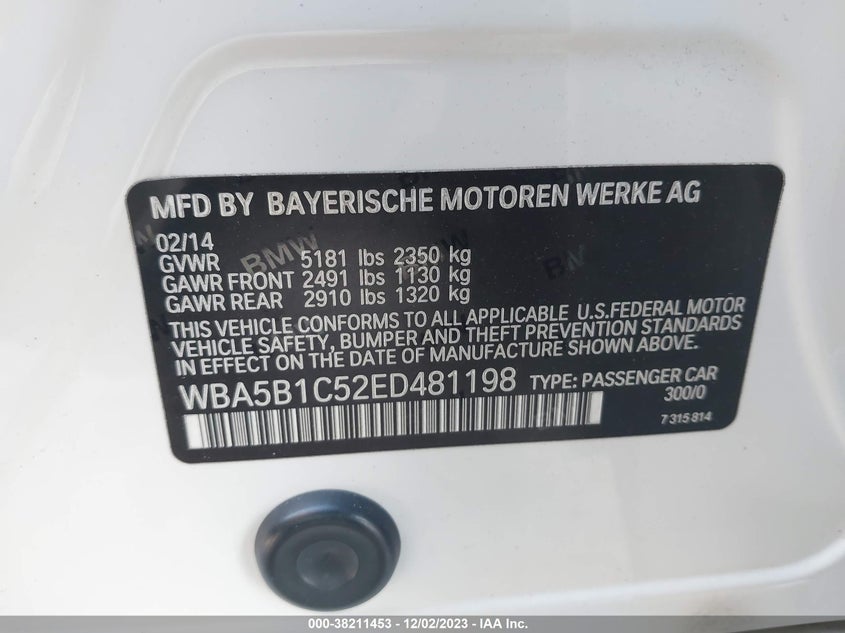 MFD BY BAYERISCHE MOTOREN WERKE AG
02/14
GVWR 5181 lbs 2350 kg
GAWR FRONT 2491 lbs 1130 kg
GAWR REAR 2910 lbs 1320 kg
THIS VEHICLE CONFORMS TO ALL APPLICABLE U.S.FEDERAL MOTOR
VEHICLE SAFETY, BUMPER AND THEFT PREVENTION STANDARDS
IN EFFECT ON THE DATE OF MANUFACTURE SHOWN ABOVE.
WBA5B1C52ED481198 TYPE: PASSENGER CAR
300/0
7 315 814
BMW
000-38211453 - 12/02/2023 - IAA Inc.